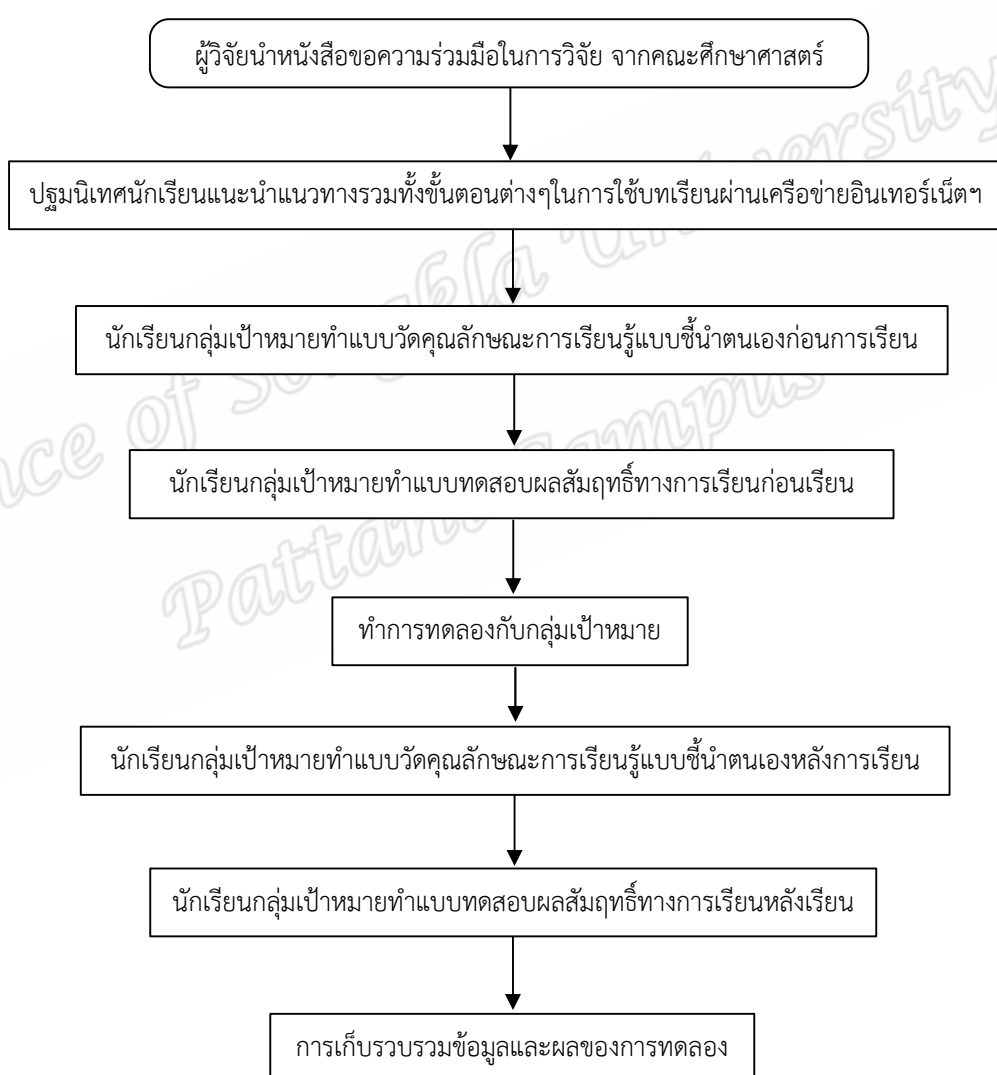 ผู้วิจัยนำหนังสือขอความร่วมมือในการวิจัย จากคณะศึกษาศาสตร์
ปฐมนิเทศนักเรียนแนะนำแนวทางรวมทั้งขั้นตอนต่างๆในการใช้บทเรียนผ่านเครือข่ายอินเทอร์เน็ตฯ
นักเรียนกลุ่มเป้าหมายทำแบบวัดคุณลักษณะการเรียนรู้แบบชี้นำตนเองก่อนการเรียน
นักเรียนกลุ่มเป้าหมายทำแบบทดสอบผลสัมฤทธิ์ทางการเรียนก่อนเรียน
ทำการทดลองกับกลุ่มเป้าหมาย
นักเรียนกลุ่มเป้าหมายทำแบบวัดคุณลักษณะการเรียนรู้แบบชี้นำตนเองหลังการเรียน
นักเรียนกลุ่มเป้าหมายทำแบบทดสอบผลสัมฤทธิ์ทางการเรียนหลังเรียน
การเก็บรวบรวมข้อมูลและผลของการทดลอง